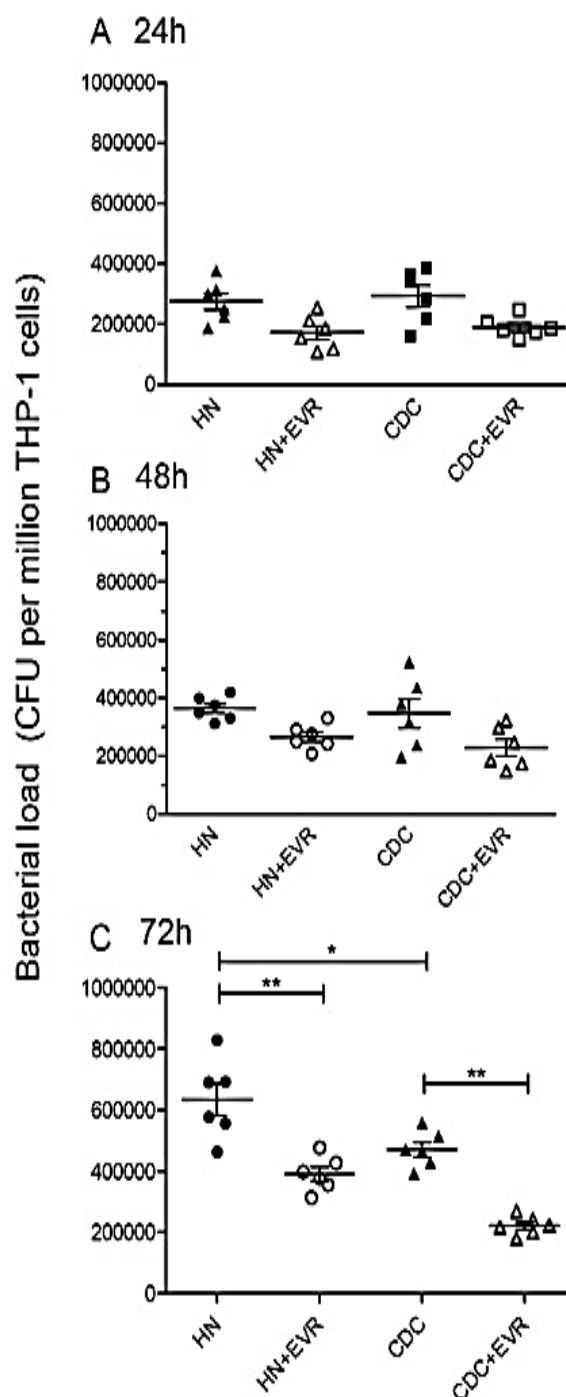 A 24h
1000000
800000
600000
400000
200000
0
HN
HN+EVR
CDC
CDC+EVR
B 48h
1000000
800000
600000
400000
200000
0
HN
HN+EVR
CDC
CDC+EVR
C 72h
*
**
**
1000000
800000
600000
400000
200000
0
HN
HN+EVR
CDC
CDC+EVR
Bacterial load (CFU per million THP-1 cells)